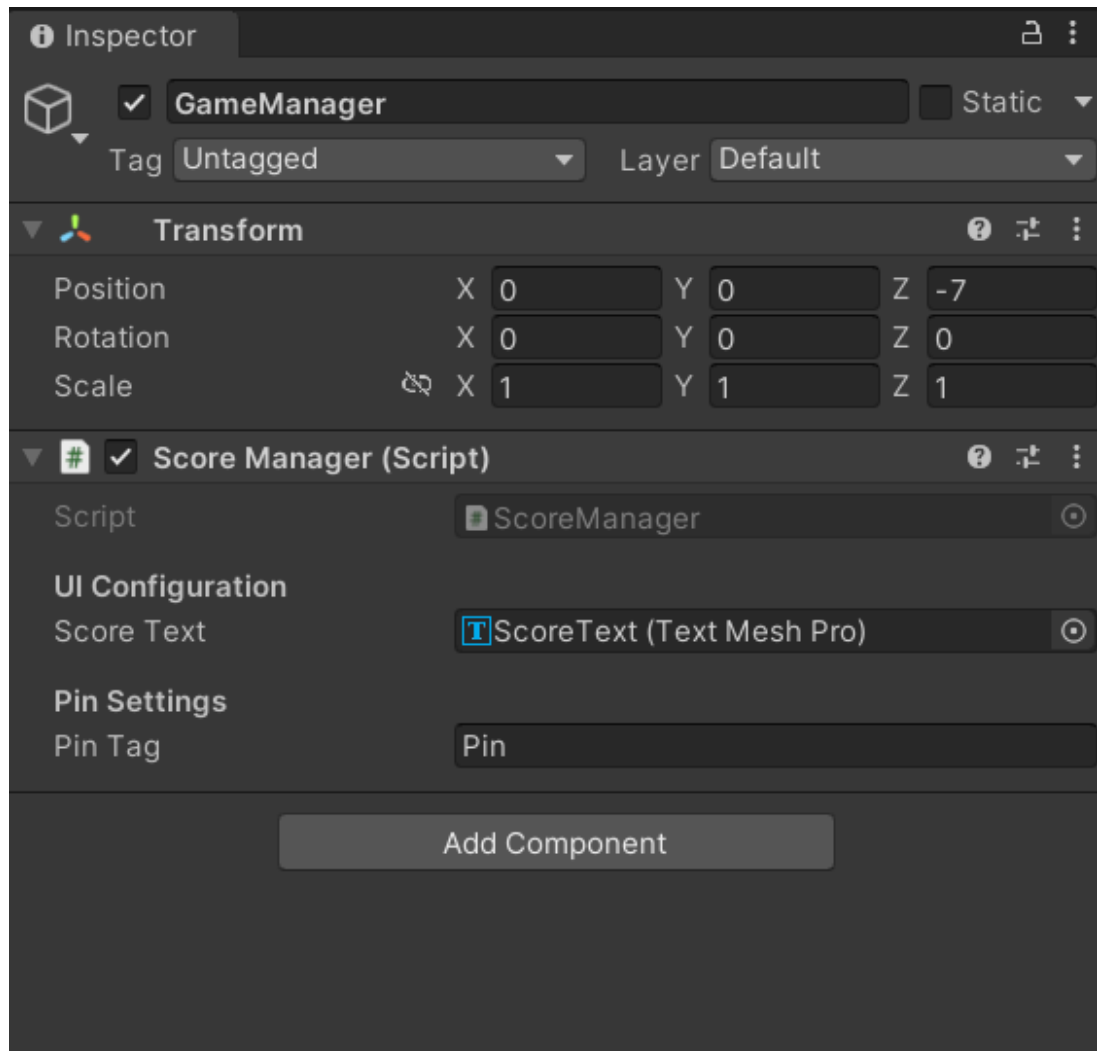 Inspector
GameManager Static
Tag Untagged Layer Default
Transform
Position X 0 Y 0 Z -7
Rotation X 0 Y 0 Z 0
Scale X 1 Y 1 Z 1
# Score Manager (Script)
Script # ScoreManager
UI Configuration
Score Text T ScoreText (Text Mesh Pro)
Pin Settings
Pin Tag Pin
Add Component